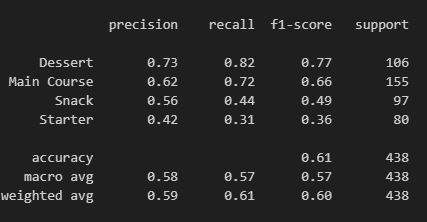 precision recall f1-score support
Dessert 0.73 0.82 0.77 106
Main Course 0.62 0.72 0.66 155
Snack 0.56 0.44 0.49 97
Starter 0.42 0.31 0.36 80
accuracy 0.61 438
macro avg 0.58 0.57 0.57 438
weighted avg 0.59 0.61 0.60 438